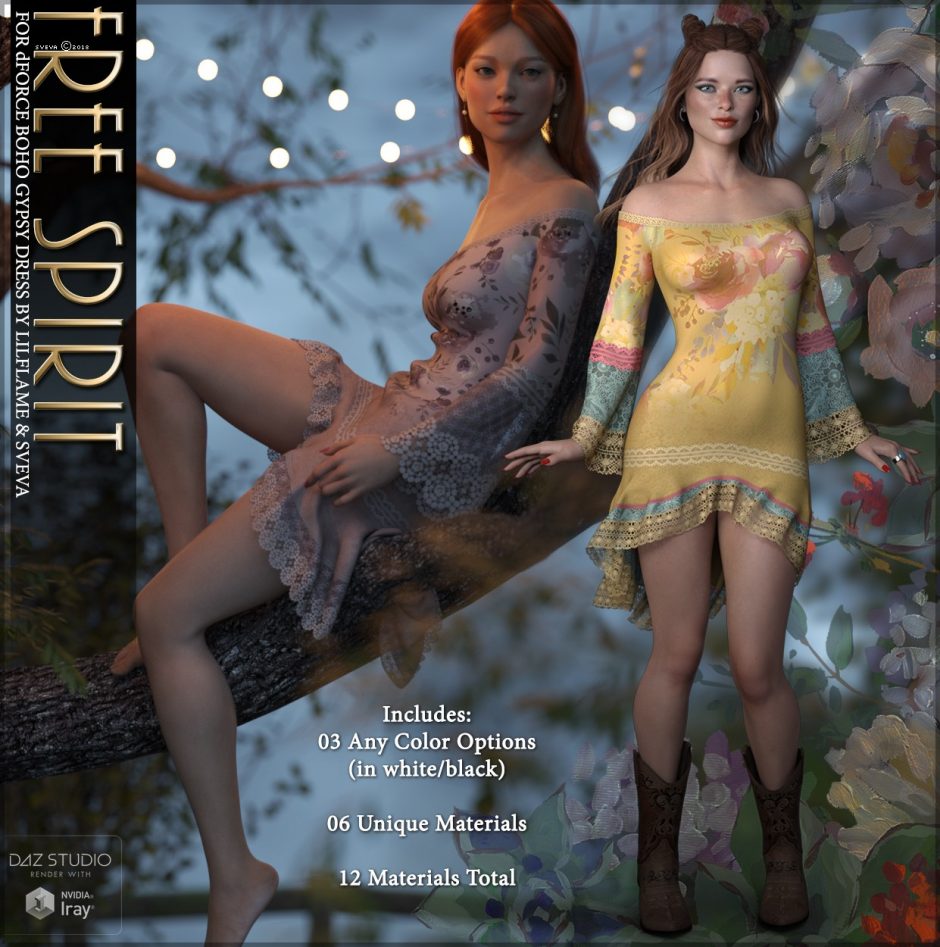 FREE SPIRIT
SVEVA ©2018
FOR dFORCE BOHO GYPSY DRESS BY LILFLAME & SVEVA
Includes:
03 Any Color Options
(in white/black)
06 Unique Materials
12 Materials Total
DAZ STUDIO
RENDER WITH
NVIDIA®
Iray®